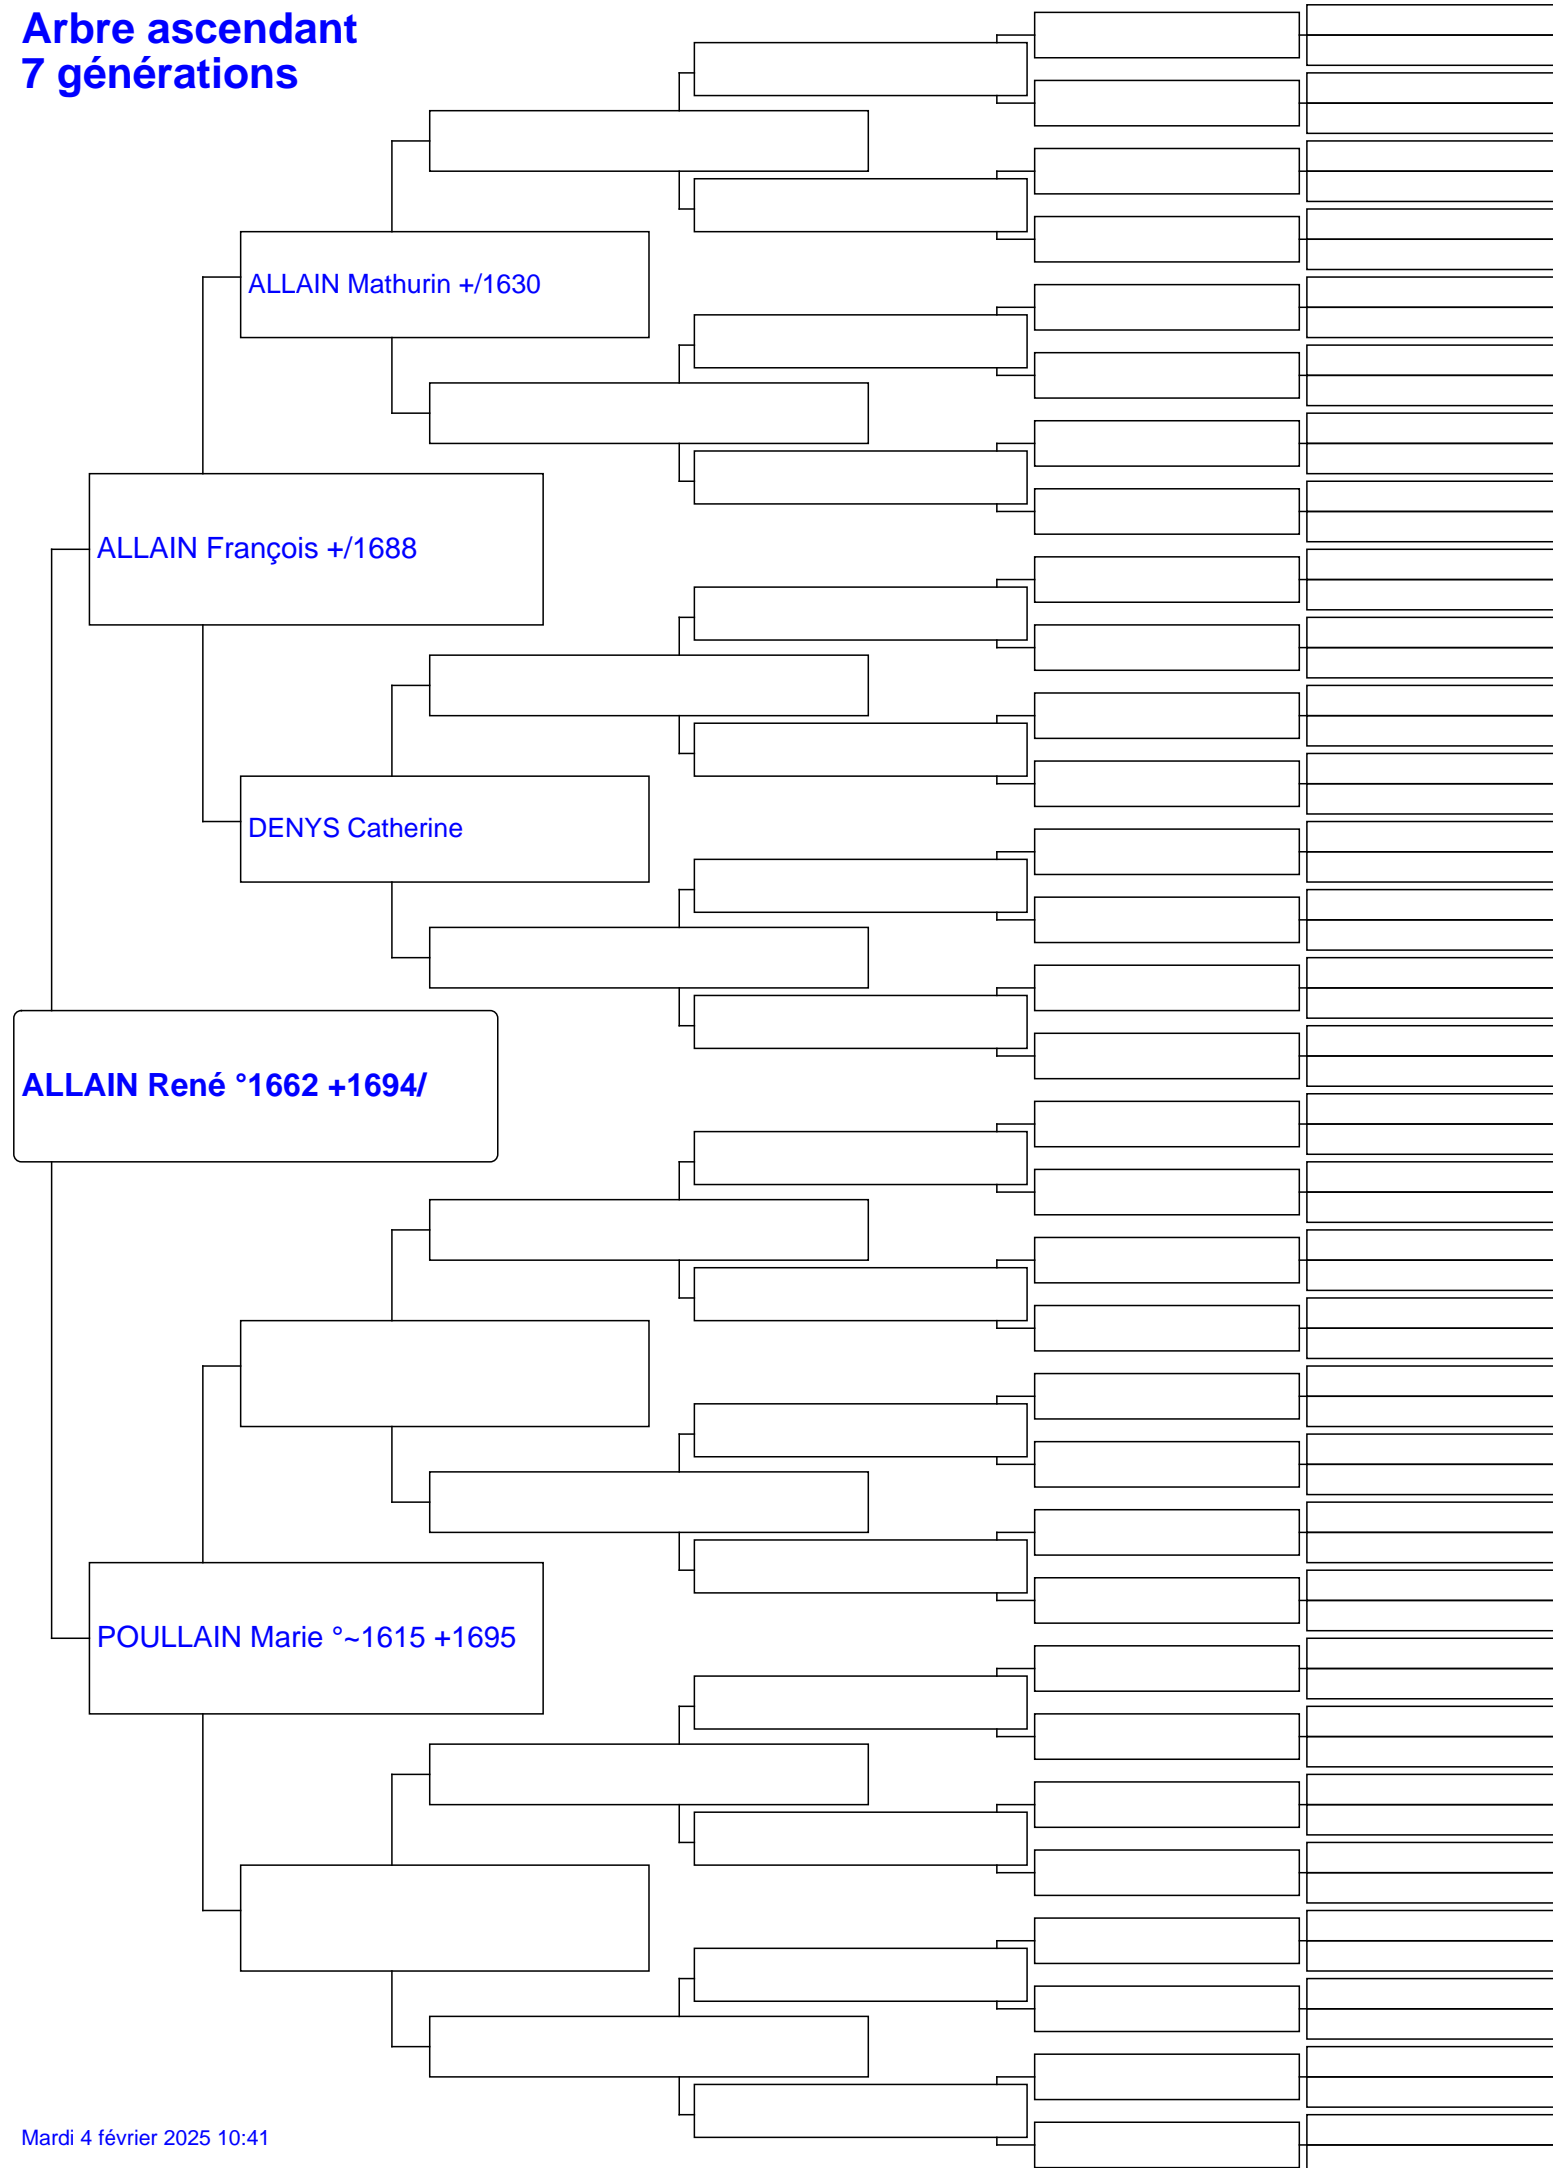 Arbre ascendant
7 générations
ALLAIN Mathurin +/1630
ALLAIN François +/1688
DENYS Catherine
ALLAIN René °1662 +1694/
POULLAIN Marie °~1615 +1695
Mardi 4 février 2025 10:41